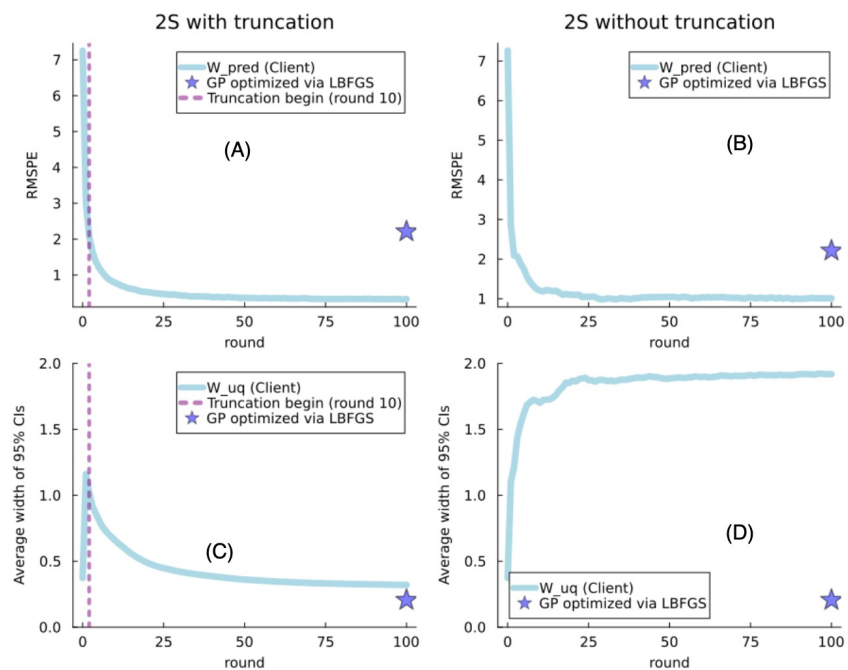 2S with truncation
2S without truncation
7
6
5
4
3
2
1
RMSPE
W_pred (Client)
GP optimized via LBFGS
Truncation begin (round 10)
(A)
0
25
50
75
100
round
7
6
5
4
3
2
1
RMSPE
W_pred (Client)
GP optimized via LBFGS
(B)
0
25
50
75
100
round
2.0
1.5
1.0
0.5
0.0
Average width of 95% CIs
W_uq (Client)
Truncation begin (round 10)
GP optimized via LBFGS
(C)
0
25
50
75
100
round
2.0
1.5
1.0
0.5
0.0
Average width of 95% CIs
(D)
W_uq (Client)
GP optimized via LBFGS
0
25
50
75
100
round